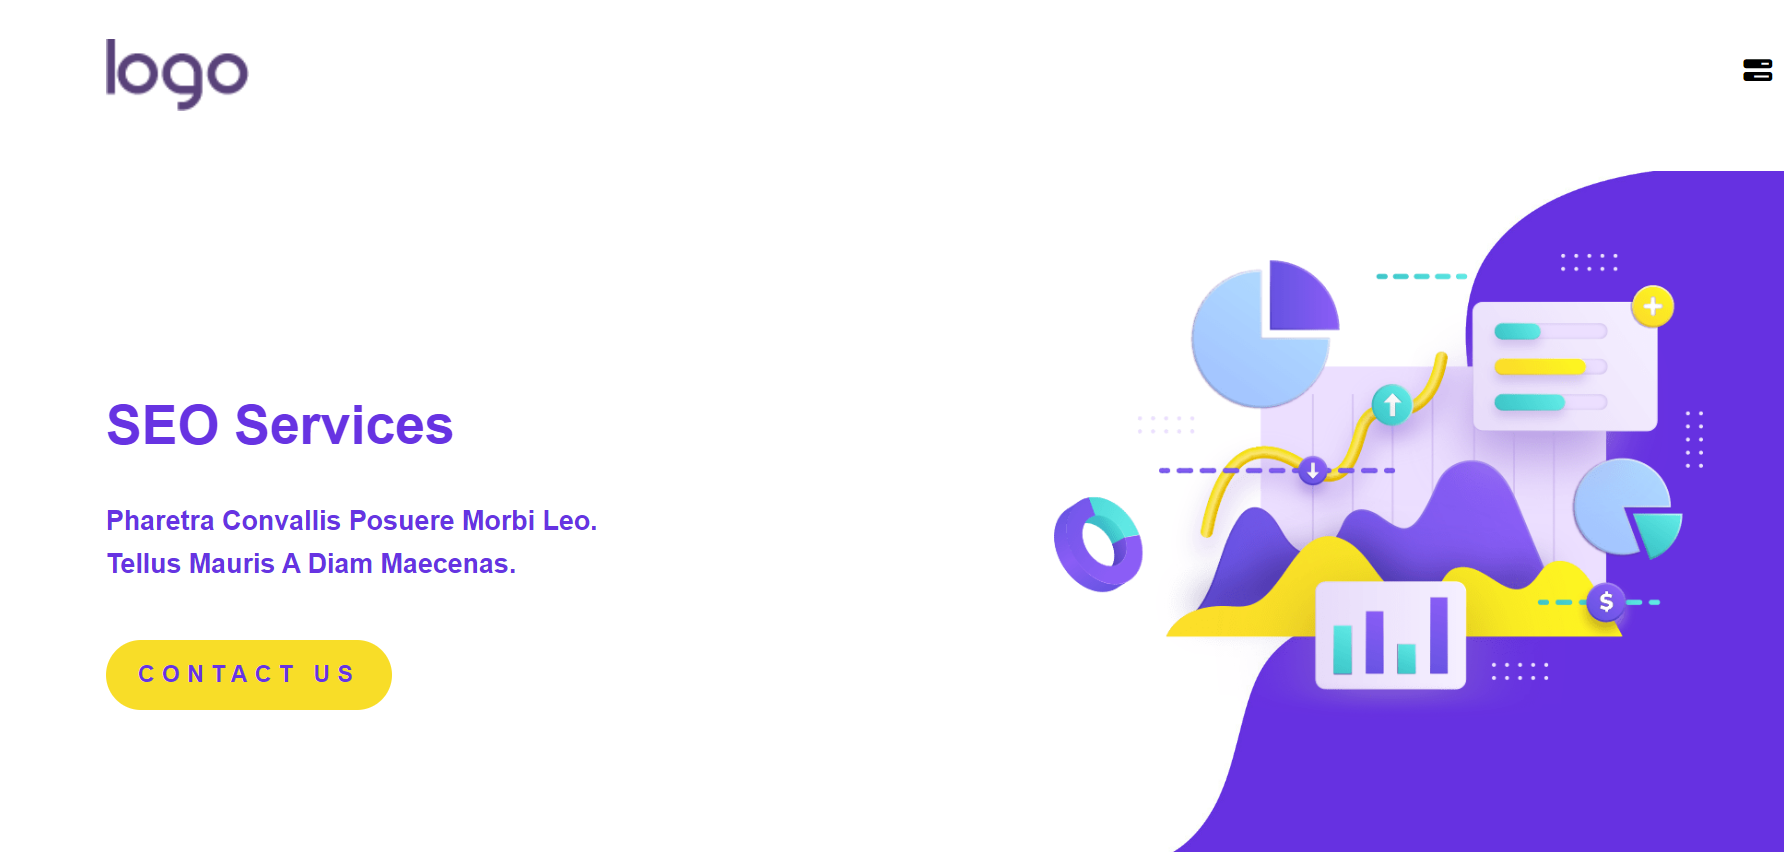 logo
SEO Services
Pharetra Convallis Posuere Morbi Leo.
Tellus Mauris A Diam Maecenas.
CONTACT US
$